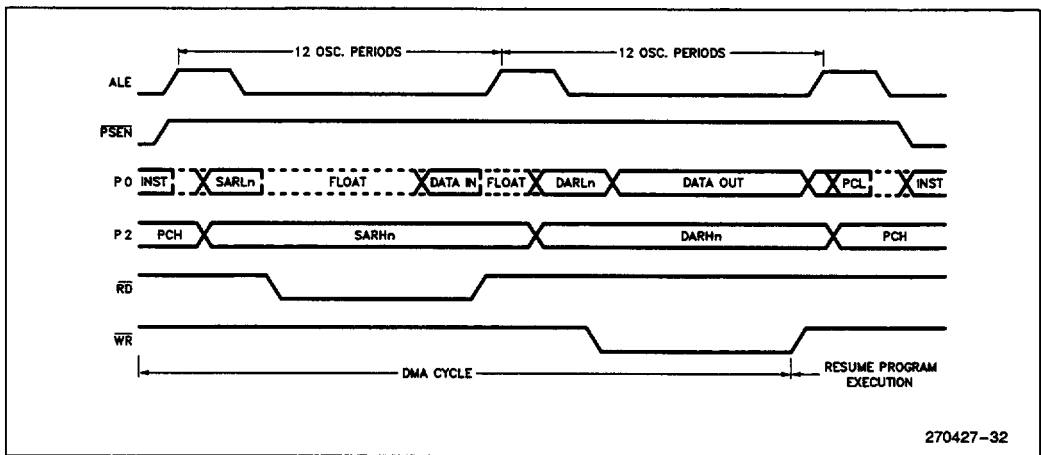 12 OSC. PERIODS 12 OSC. PERIODS
ALE
PSEN
P0 INST SARLn FLOAT DATA IN FLOAT DARLn DATA OUT PCL INST
P2 PCH SARHn DARHn PCH
RD
WR
DMA CYCLE RESUME PROGRAM
EXECUTION
270427-32